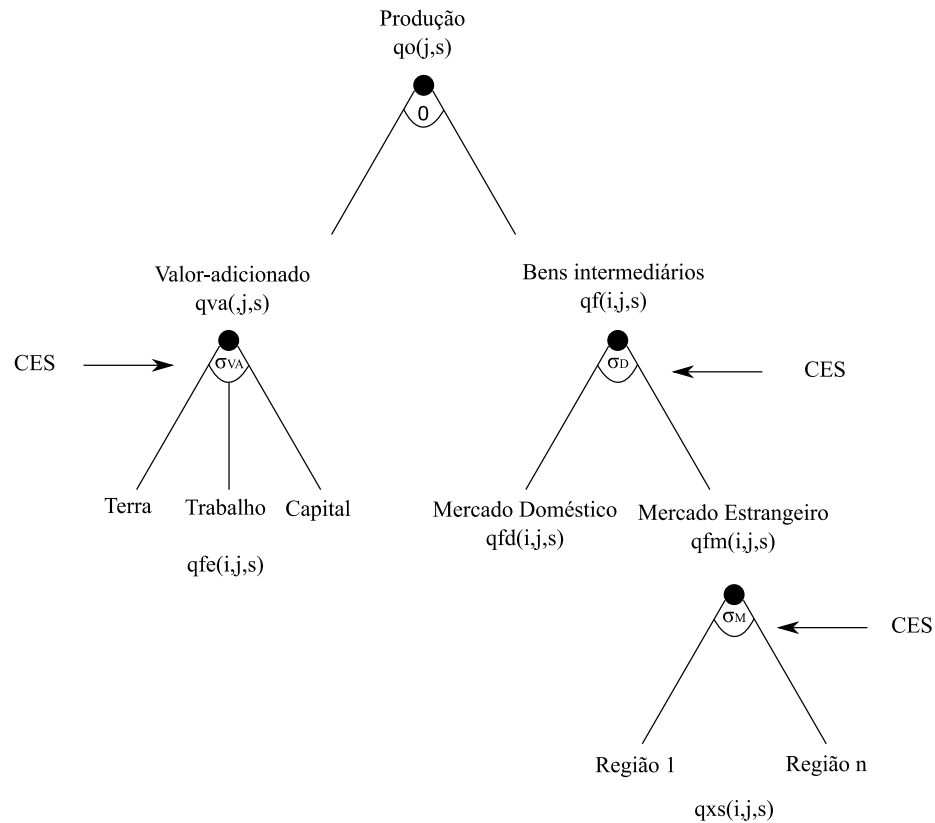 Produção
qo(j,s)
0
Valor-adicionado
qva(,j,s)
Bens intermediários
qf(i,j,s)
CES
σVA
σD
CES
Terra
Trabalho
Capital
qfe(i,j,s)
Mercado Doméstico
qfd(i,j,s)
Mercado Estrangeiro
qfm(i,j,s)
σM
CES
Região 1
Região n
qxs(i,j,s)